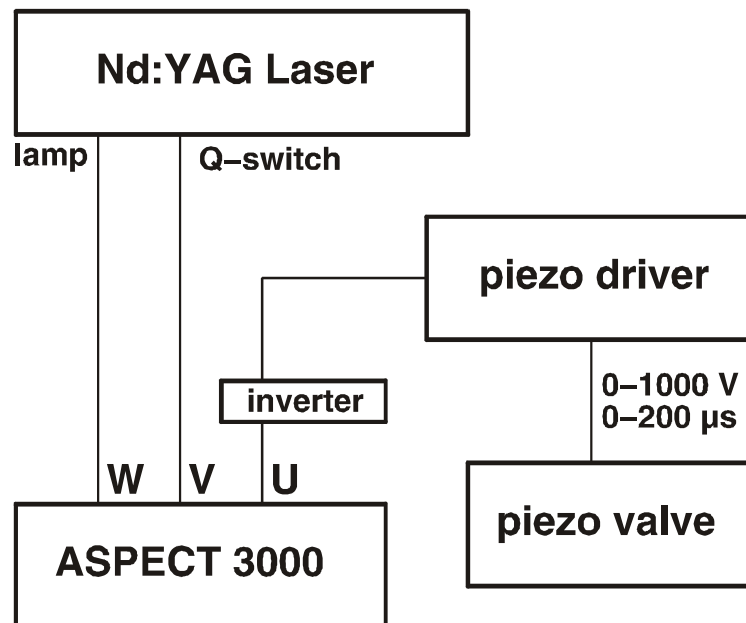 Nd:YAG Laser
lamp
Q−switch
piezo driver
inverter
0−1000 V
0−200 µs
W
V
U
ASPECT 3000
piezo valve